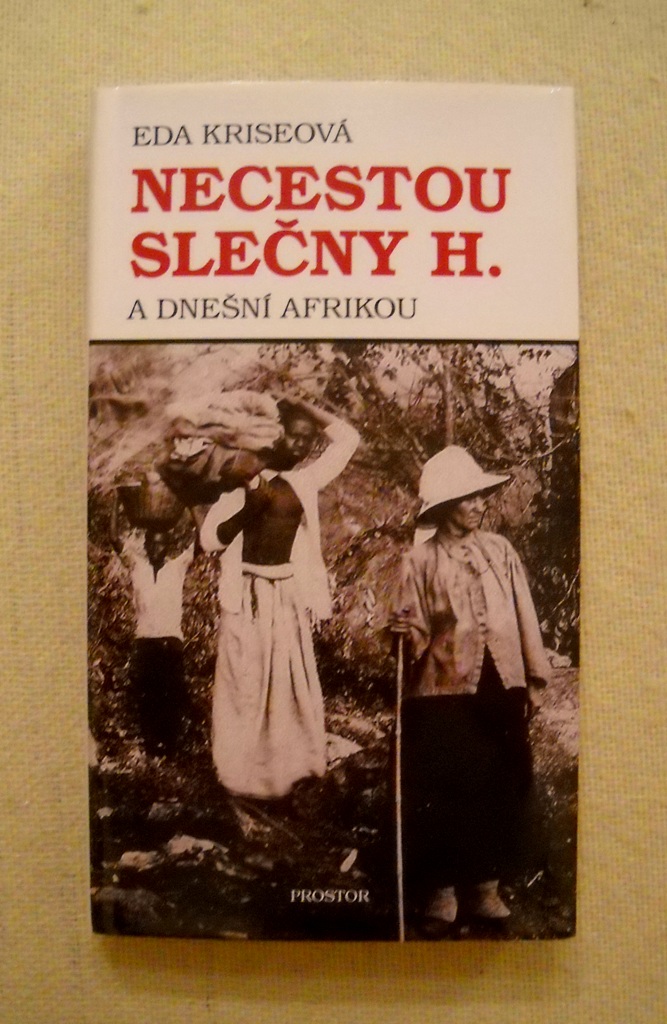 EDA KRISEOVÁ
NECESTOU
SLEČNY H.
A DNEŠNÍ AFRIKOU
PROSTOR